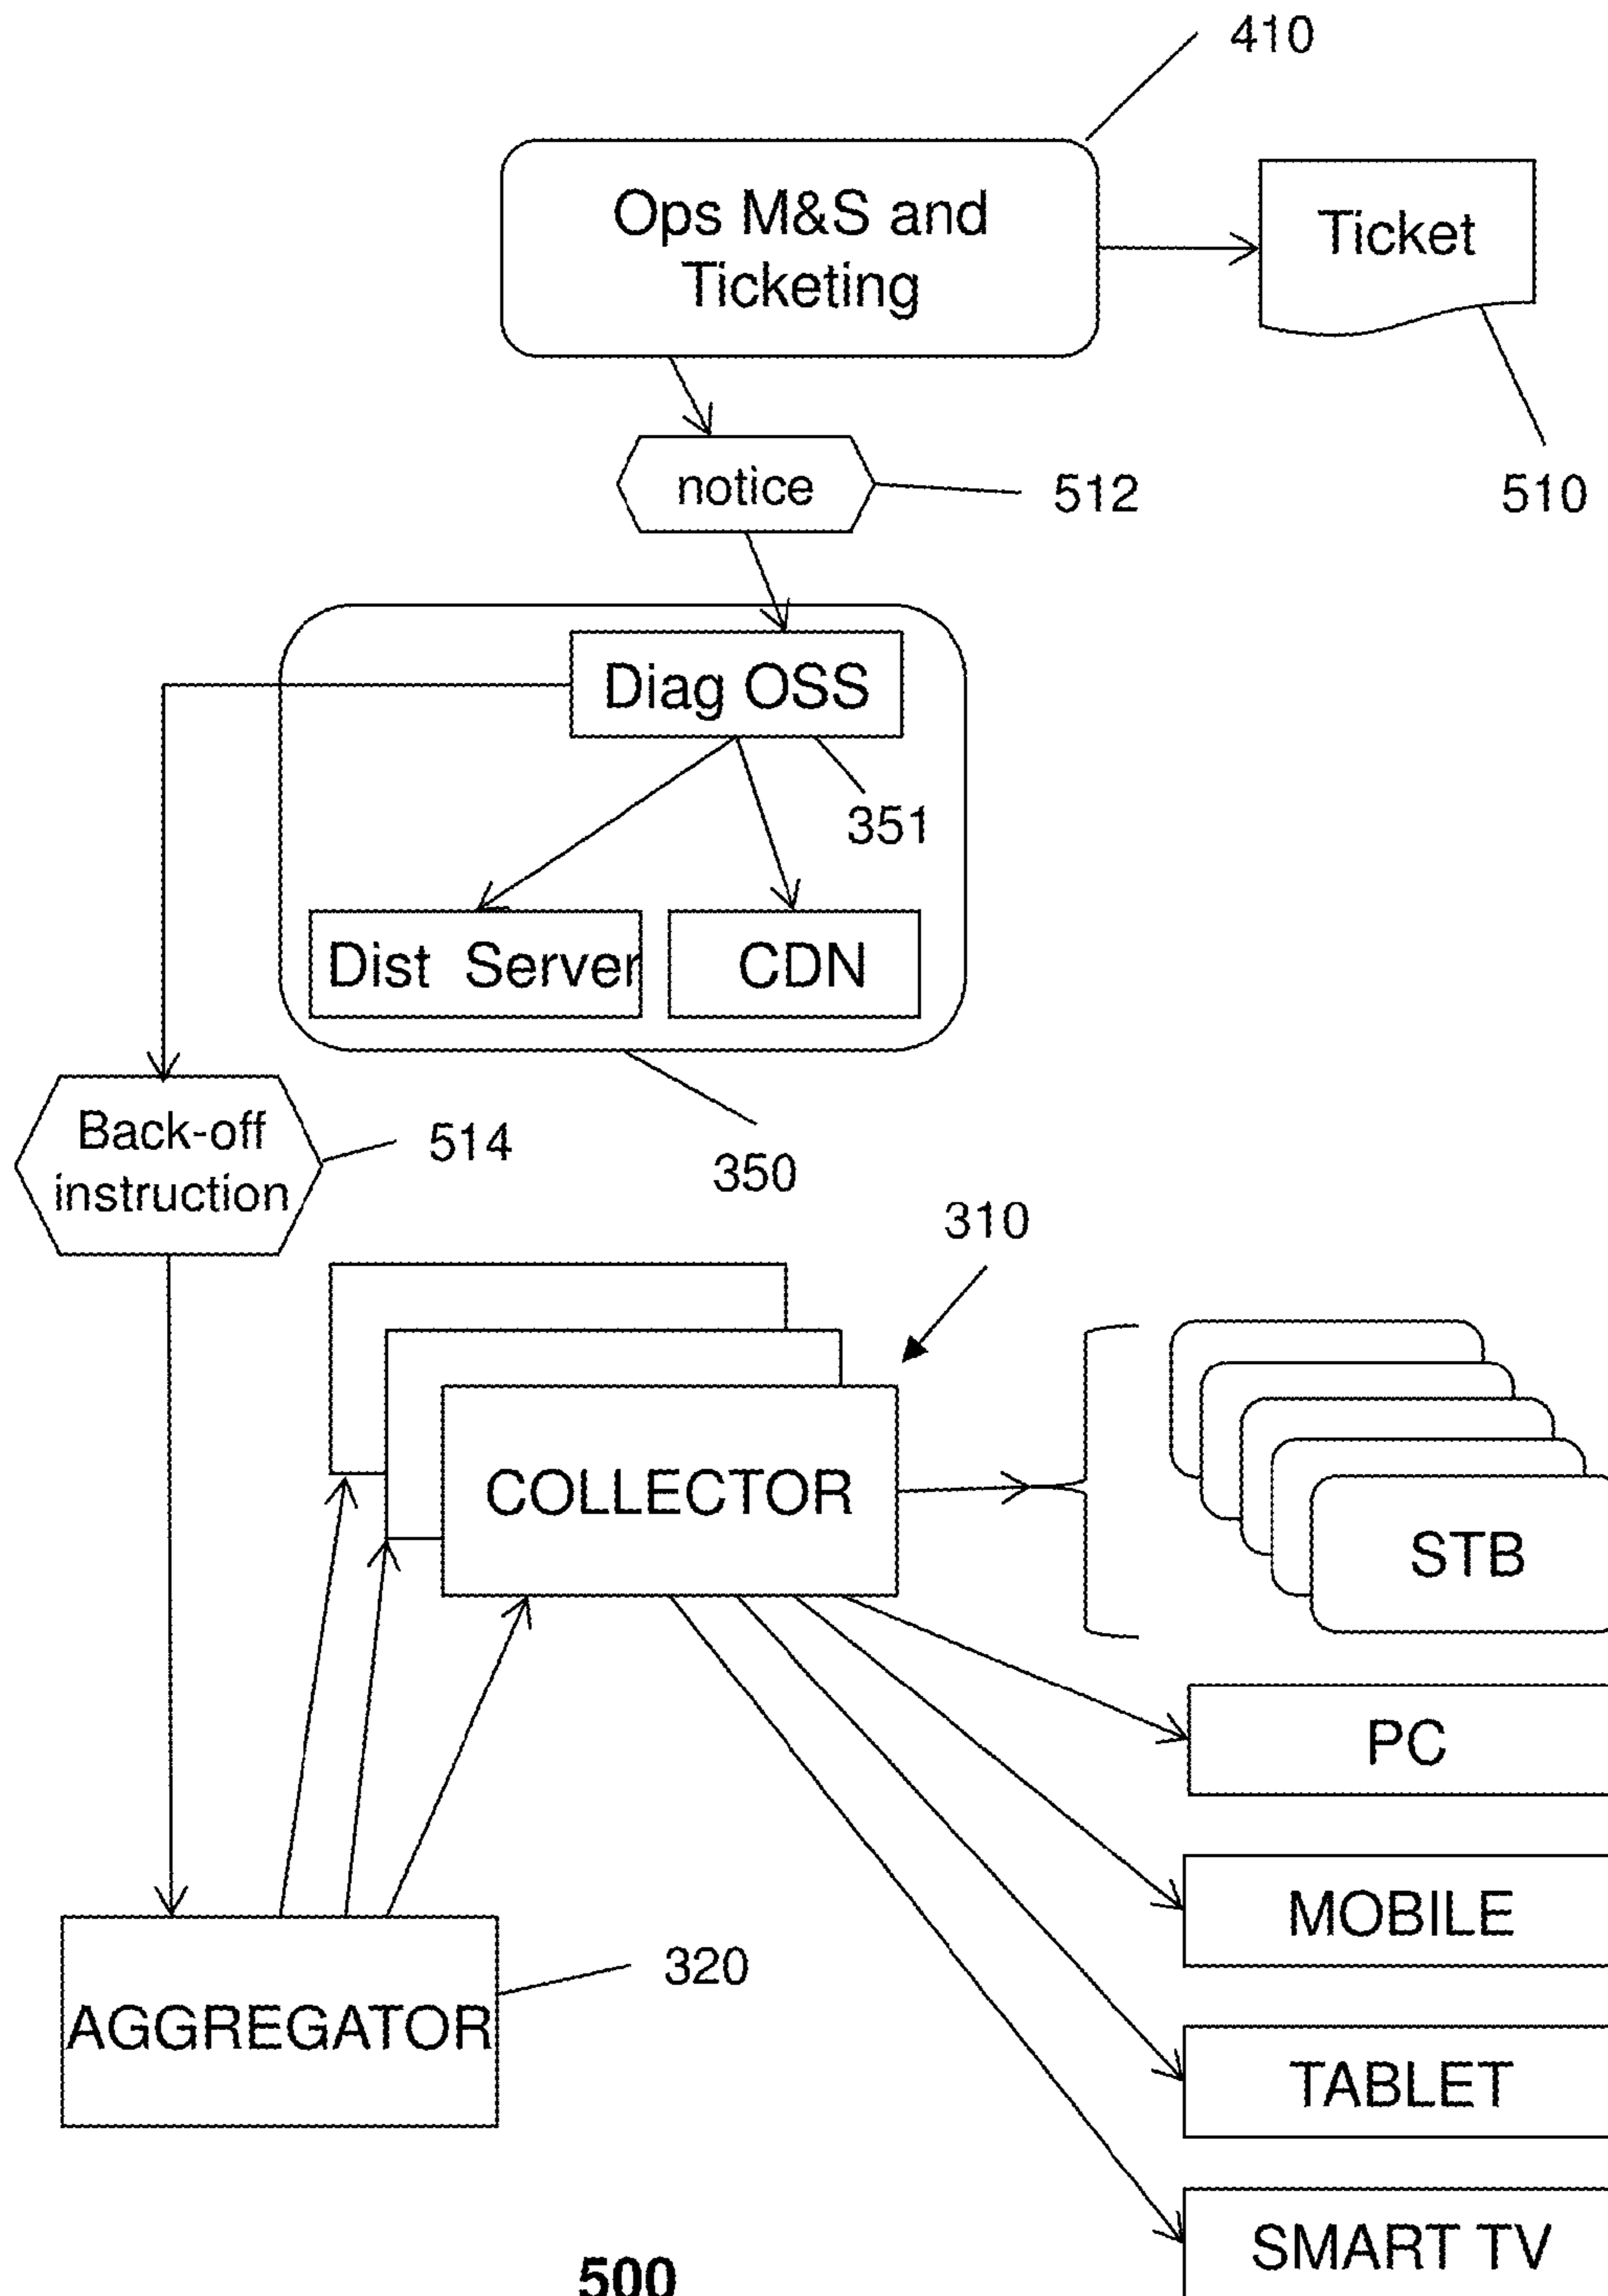 410
Ops M&S and
Ticketing
Ticket
notice
512
510
Diag OSS
351
Dist Server
CDN
Back-off
instruction
514
350
310
COLLECTOR
STB
PC
MOBILE
320
AGGREGATOR
TABLET
SMART TV
500